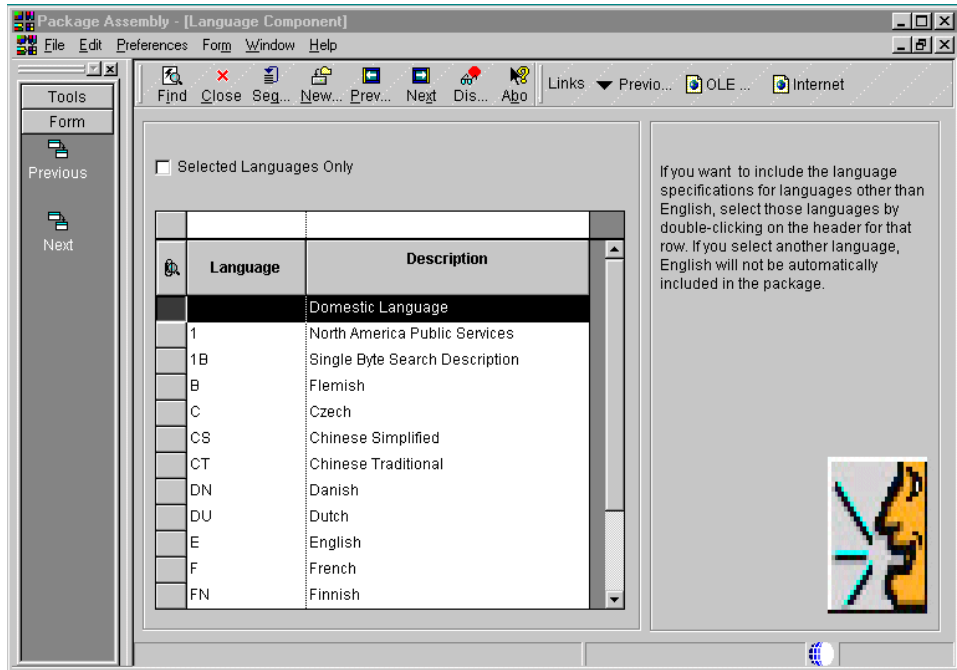 Package Assembly - [Language Component]
File Edit Preferences Form Window Help
Tools
Form
Previous
Next
Find Close Seq... New... Prev... Next Dis... Abo Links Previo... OLE ... Internet
Selected Languages Only
Language Description
Domestic Language
1 North America Public Services
1B Single Byte Search Description
B Flemish
C Czech
CS Chinese Simplified
CT Chinese Traditional
DN Danish
DU Dutch
E English
F French
FN Finnish
If you want to include the language
specifications for languages other than
English, select those languages by
double-clicking on the header for that
row. If you select another language,
English will not be automatically
included in the package.